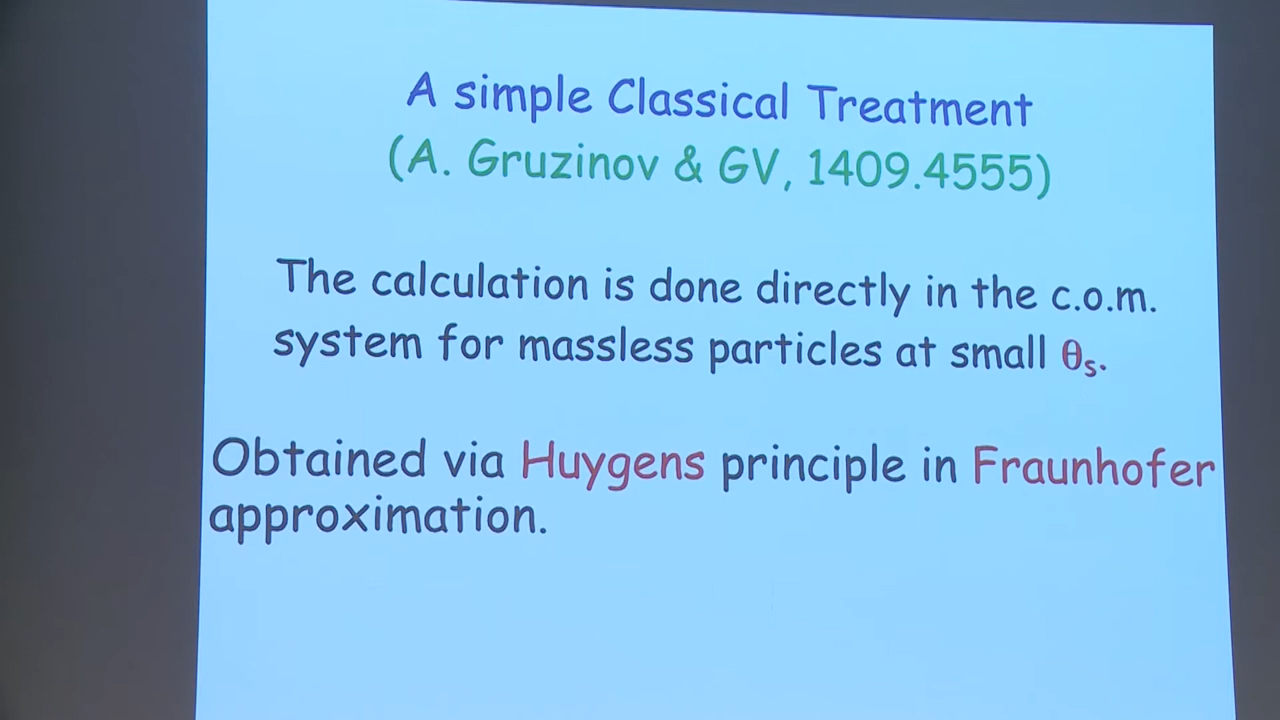 A simple Classical Treatment
(A. Gruzinov & GV, 1409.4555)
The calculation is done directly in the c.o.m.
system for massless particles at small θs.
Obtained via Huygens principle in Fraunhofer
approximation.